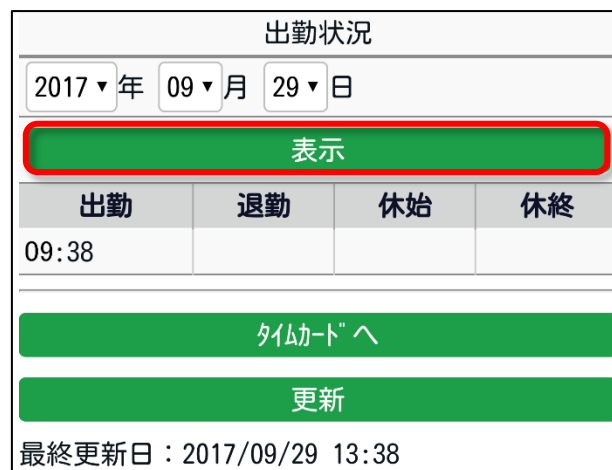 出勤状況
2017▼年 09▼月 29▼日
表示
出勤 退勤 休始 休終
09:38
ﾀｲﾑｶｰﾄﾞへ
更新
最終更新日：2017/09/29 13:38